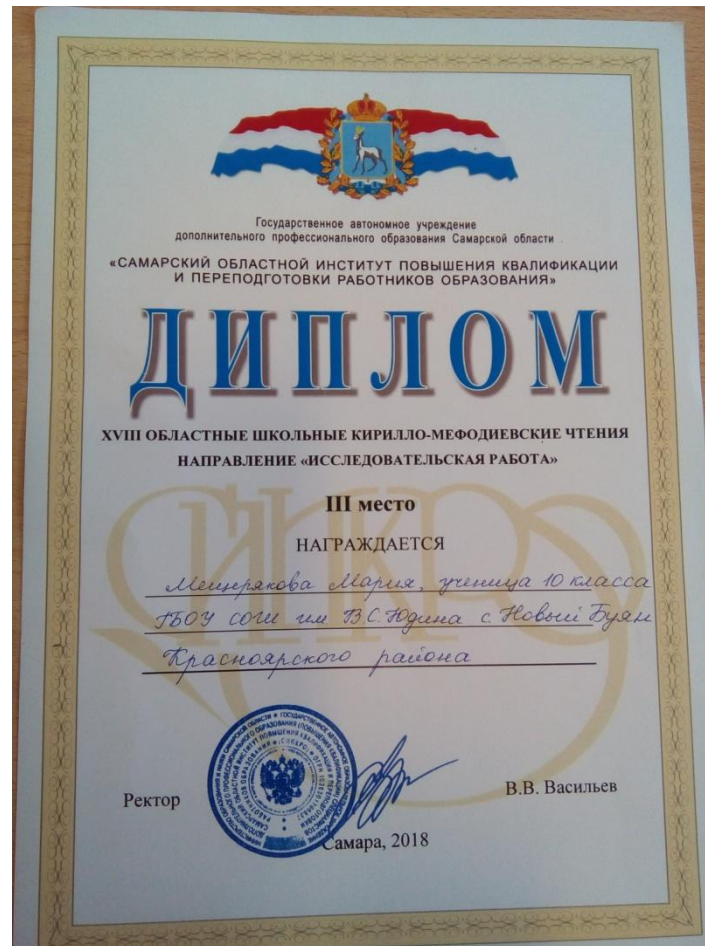 Государственное автономное учреждение
дополнительного профессионального образования Самарской области
«САМАРСКИЙ ОБЛАСТНОЙ ИНСТИТУТ ПОВЫШЕНИЯ КВАЛИФИКАЦИИ
И ПЕРЕПОДГОТОВКИ РАБОТНИКОВ ОБРАЗОВАНИЯ»
ДИПЛОМ
XVIII ОБЛАСТНЫЕ ШКОЛЬНЫЕ КИРИЛЛО-МЕФОДИЕВСКИЕ ЧТЕНИЯ
НАПРАВЛЕНИЕ «ИССЛЕДОВАТЕЛЬСКАЯ РАБОТА»
III место
НАГРАЖДАЕТСЯ
Мещерякова Мария, ученица 10 класса
ГБОУ СОШ им В.С. Юдина с. Новый Буян
Красноярского района
Ректор
В.В. Васильев
Самара, 2018